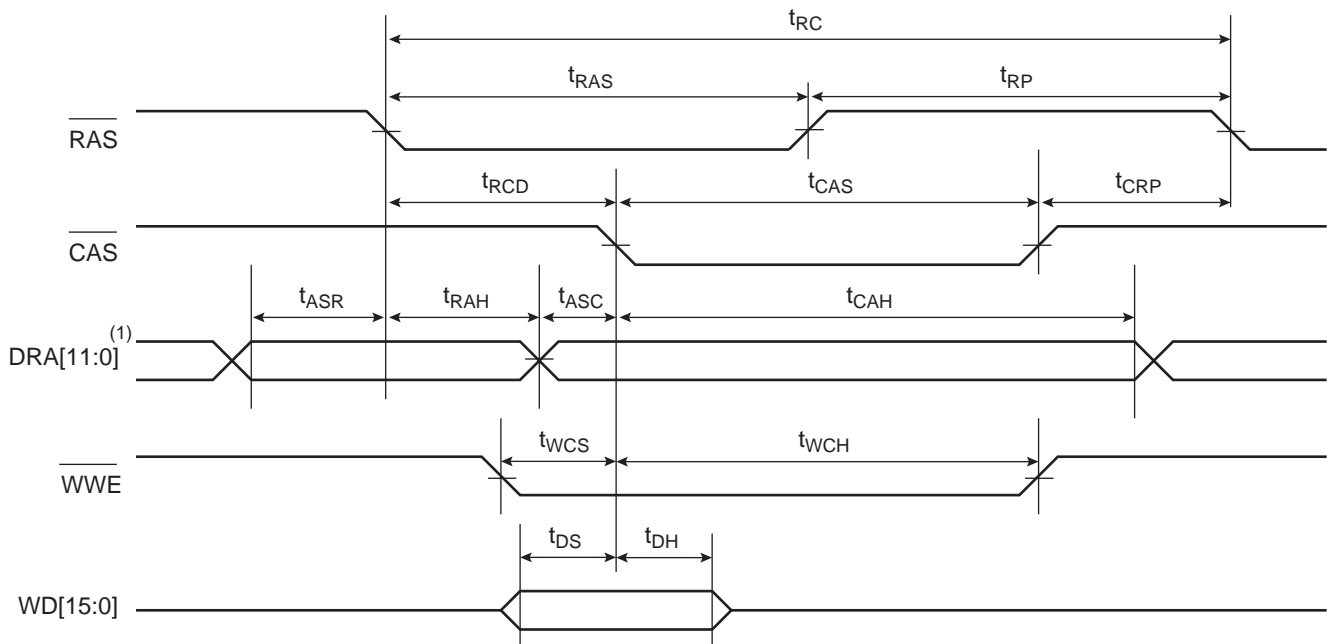 tRC
tRAS tRP
RAS
tRCD tCAS tCRP
CAS
tASR tRAH tASC tCAH
DRA[11:0](1)
tWCS tWCH
WWE
tDS tDH
WD[15:0]